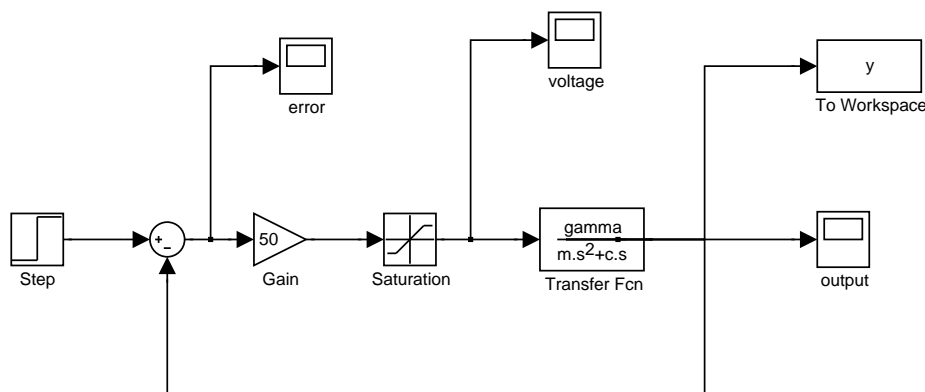 voltage
y
To Workspace
error
+
−
50
gamma
m.s²+c.s
Step
Gain
Saturation
Transfer Fcn
output